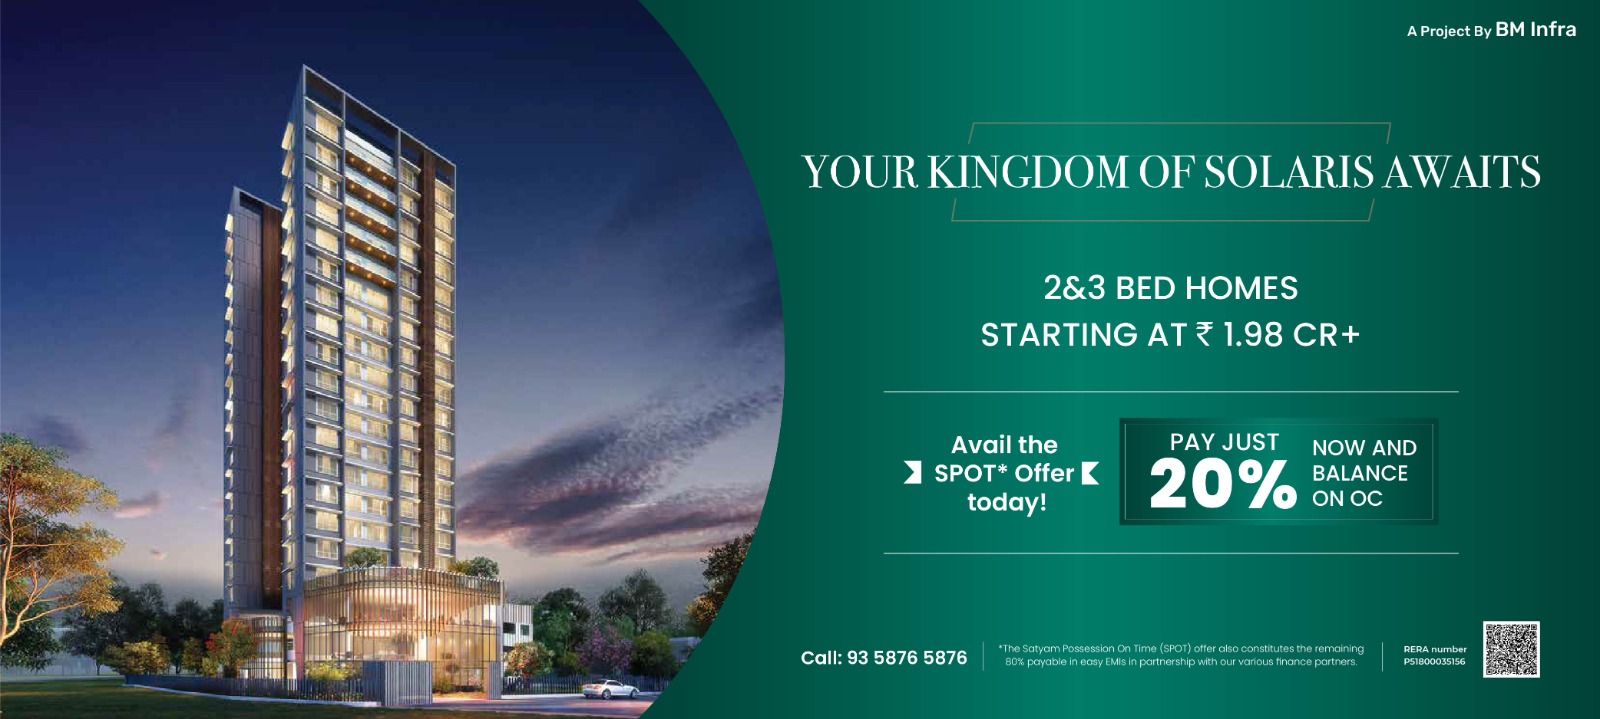 A Project By BM Infra
YOUR KINGDOM OF SOLARIS AWAITS
2&3 BED HOMES
STARTING AT ₹ 1.98 CR+
Avail the
SPOT* Offer
today!
PAY JUST
20%
NOW AND
BALANCE
ON OC
Call: 93 5876 5876
*The Satyam Possession On Time (SPOT) offer also constitutes the remaining
80% payable in easy EMIs in partnership with our various finance partners.
RERA number
P51800035156